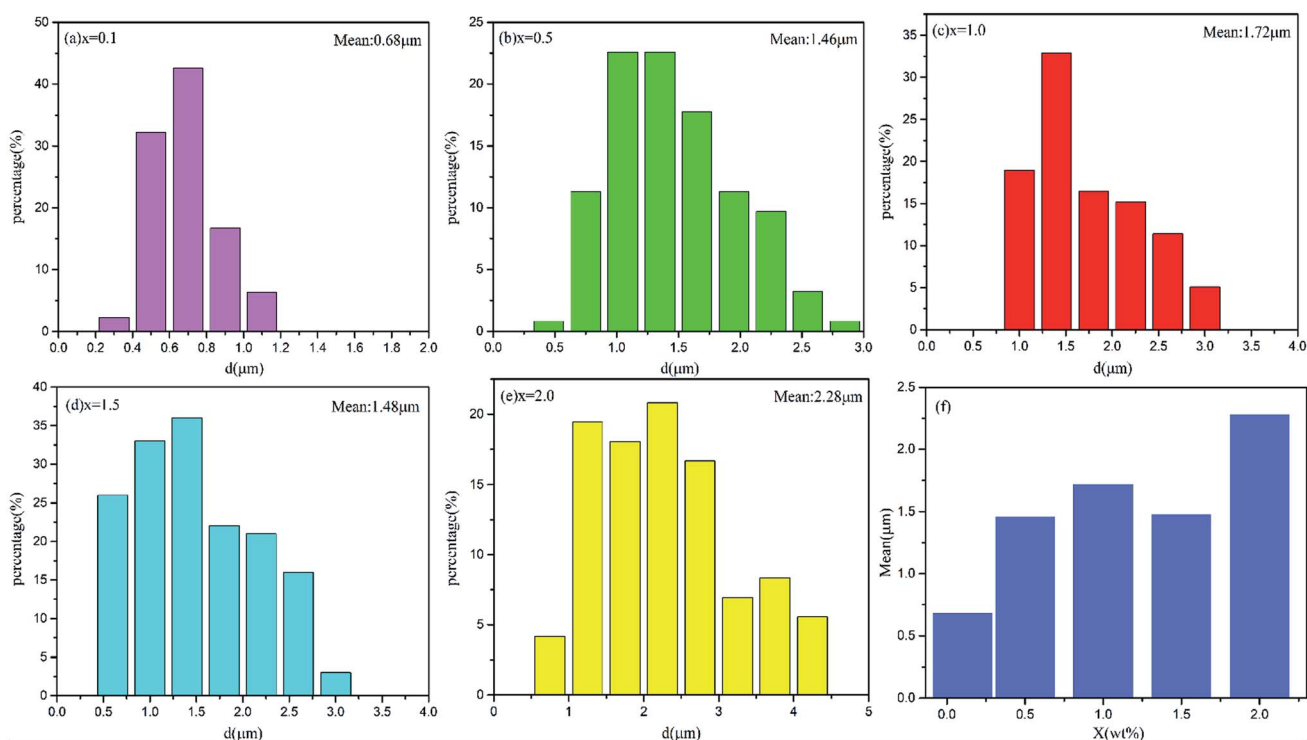 (a)x=0.1
Mean:0.68μm
50
40
30
20
10
0
percentage(%)
0.0 0.2 0.4 0.6 0.8 1.0 1.2 1.4 1.6 1.8 2.0
d(μm)
(b)x=0.5
Mean:1.46μm
25
20
15
10
5
0
percentage(%)
0.5 1.0 1.5 2.0 2.5 3.0
d(μm)
(c)x=1.0
Mean:1.72μm
35
30
25
20
15
10
5
0
percentage(%)
0.0 0.5 1.0 1.5 2.0 2.5 3.0 3.5 4.0
d(μm)
(d)x=1.5
Mean:1.48μm
40
35
30
25
20
15
10
5
0
percentage(%)
0.0 0.5 1.0 1.5 2.0 2.5 3.0 3.5 4.0
d(μm)
(e)x=2.0
Mean:2.28μm
20
15
10
5
0
percentage(%)
1 2 3 4 5
d(μm)
(f)
2.5
2.0
1.5
1.0
0.5
0.0
Mean(μm)
0.0 0.5 1.0 1.5 2.0
X(wt%)